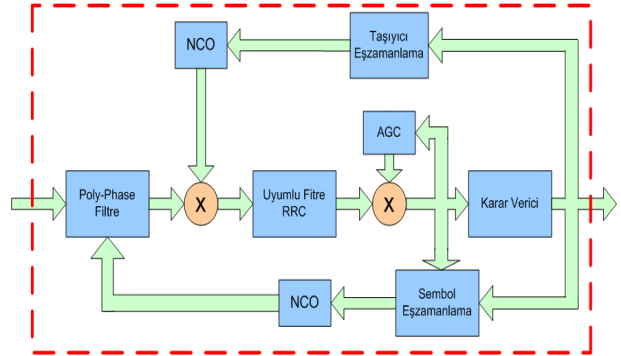 NCO
Taşıyıcı
Eşzamanlama
AGC
Poly-Phase
Filtre
X
Uyumlu Fitre
RRC
X
Karar Verici
NCO
Sembol
Eşzamanlama